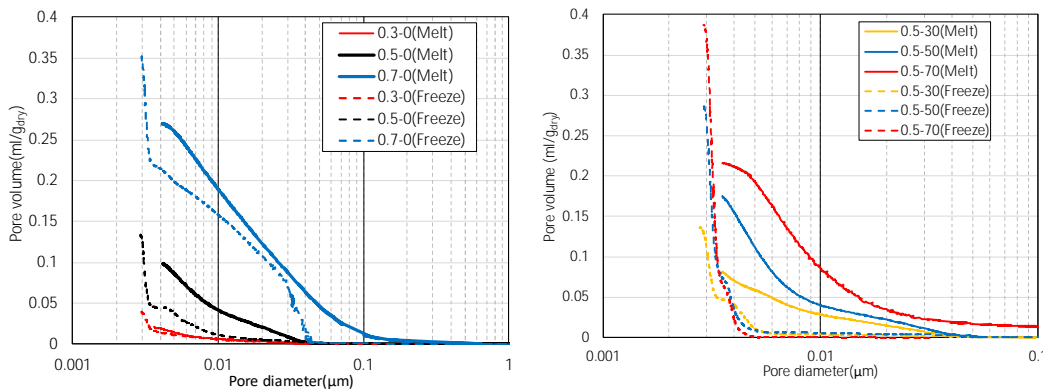 0.4
0.35
0.3
0.25
0.2
0.15
0.1
0.05
0
Pore volume(ml/g_dry)
0.3-0(Melt)
0.5-0(Melt)
0.7-0(Melt)
0.3-0(Freeze)
0.5-0(Freeze)
0.7-0(Freeze)
0.001
0.01
0.1
1
Pore diameter(μm)
0.4
0.35
0.3
0.25
0.2
0.15
0.1
0.05
0
Pore volume (ml/g_dry)
0.5-30(Melt)
0.5-50(Melt)
0.5-70(Melt)
0.5-30(Freeze)
0.5-50(Freeze)
0.5-70(Freeze)
0.001
0.01
0.1
Pore diameter(μm)